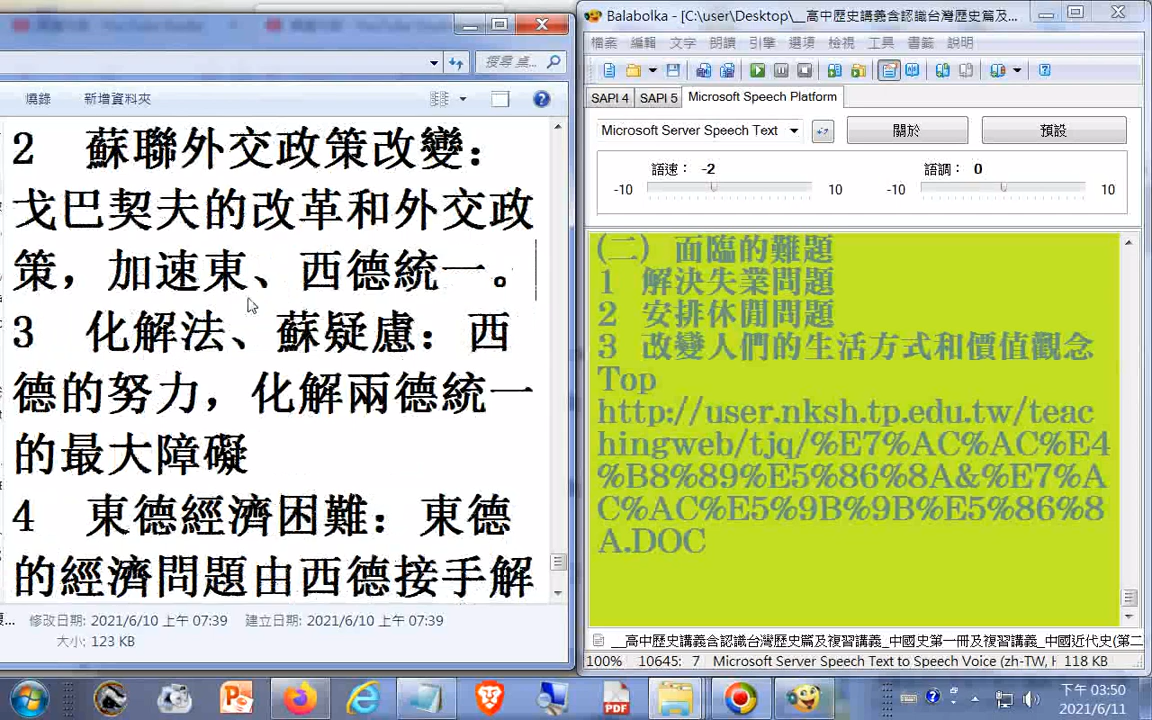 搜尋 桌...
燒錄 新增資料夾
2 蘇聯外交政策改變：
戈巴契夫的改革和外交政
策，加速東、西德統一。
3 化解法、蘇疑慮：西
德的努力，化解兩德統一
的最大障礙
4 東德經濟困難：東德
的經濟問題由西德接手解
修改日期: 2021/6/10 上午 07:39 建立日期: 2021/6/10 上午 07:39
大小: 123 KB
Balabolka - [C:\user\Desktop\__高中歷史講義含認識台灣歷史篇及...
檔案 編輯 文字 朗讀 引擎 選項 檢視 工具 書籤 說明
SAPI 4 SAPI 5 Microsoft Speech Platform
Microsoft Server Speech Text 關於 預設
語速： -2 語調： 0
-10 10 -10 10
(二) 面臨的難題
1 解決失業問題
2 安排休閒問題
3 改變人們的生活方式和價值觀念
Top
http://user.nksh.tp.edu.tw/teac
hingweb/tjq/%E7%AC%AC%E4
%B8%89%E5%86%8A&%E7%A
C%AC%E5%9B%9B%E5%86%8
A.DOC
__高中歷史講義含認識台灣歷史篇及複習講義_中國史第一冊及複習講義_中國近代史(第二
100% 10645: 7 Microsoft Server Speech Text to Speech Voice (zh-TW, H 118 KB
PDF
下午 03:50
2021/6/11